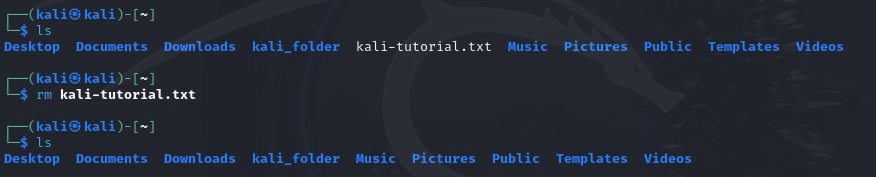 ┌──(kali㉿kali)-[~]
└─$ ls
Desktop  Documents  Downloads  kali_folder  kali-tutorial.txt  Music  Pictures  Public  Templates  Videos
┌──(kali㉿kali)-[~]
└─$ rm kali-tutorial.txt
┌──(kali㉿kali)-[~]
└─$ ls
Desktop  Documents  Downloads  kali_folder  Music  Pictures  Public  Templates  Videos